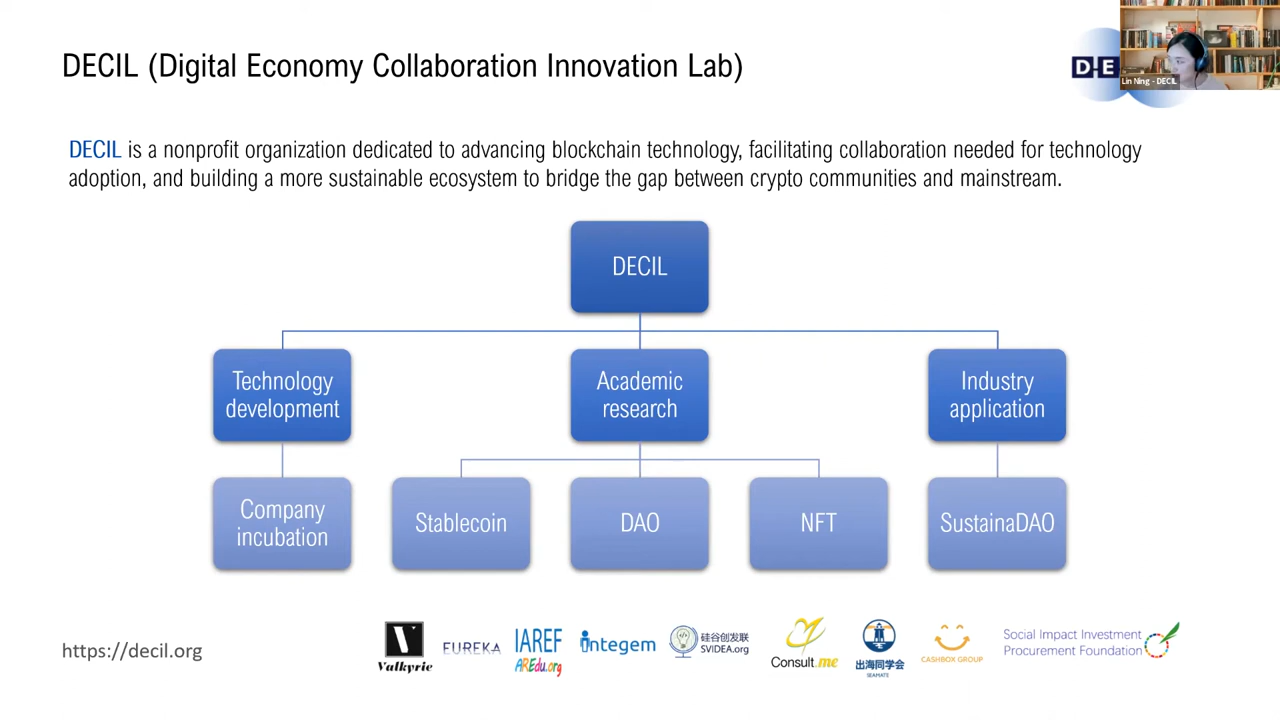 DECIL (Digital Economy Collaboration Innovation Lab)
D-E
Lin Ning - DECIL
DECIL is a nonprofit organization dedicated to advancing blockchain technology, facilitating collaboration needed for technology
adoption, and building a more sustainable ecosystem to bridge the gap between crypto communities and mainstream.
DECIL
Technology
development
Academic
research
Industry
application
Company
incubation
Stablecoin
DAO
NFT
SustainaDAO
https://decil.org
V
Valkyrie
EUREKA
IAREF
AREdu.org
integem
硅谷创发联
SVIDEA.org
Consult.me
出海同学会
SEAMATE
CASHBOX GROUP
Social Impact Investment
Procurement Foundation